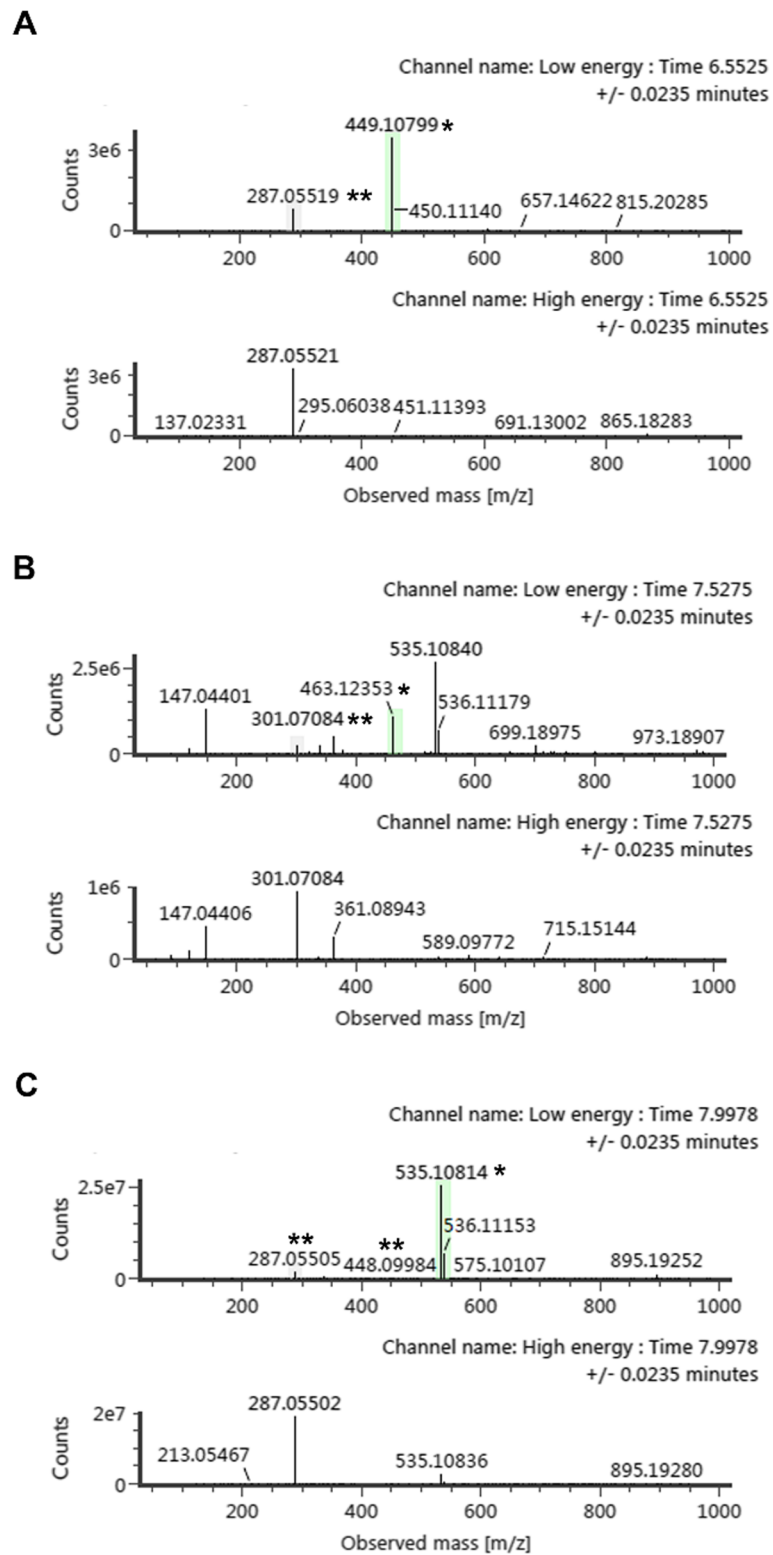 A
Channel name: Low energy : Time 6.5525
+/- 0.0235 minutes
449.10799 *
3e6
287.05519 **
657.14622 815.20285
450.11140
Counts
0
200 400 600 800 1000
Channel name: High energy : Time 6.5525
+/- 0.0235 minutes
287.05521
3e6
295.06038 451.11393
137.02331 691.13002 865.18283
Counts
0
200 400 600 800 1000
Observed mass [m/z]
B
Channel name: Low energy : Time 7.5275
+/- 0.0235 minutes
535.10840
2.5e6
463.12353 *
147.04401
536.11179
301.07084 **
699.18975 973.18907
Counts
0
200 400 600 800 1000
Channel name: High energy : Time 7.5275
+/- 0.0235 minutes
1e6
301.07084
147.04406 361.08943
589.09772 715.15144
Counts
0
200 400 600 800 1000
Observed mass [m/z]
C
Channel name: Low energy : Time 7.9978
+/- 0.0235 minutes
535.10814 *
2.5e7
536.11153
** **
287.05505 448.09984 575.10107 895.19252
Counts
0
200 400 600 800 1000
Channel name: High energy : Time 7.9978
+/- 0.0235 minutes
287.05502
2e7
213.05467 535.10836 895.19280
Counts
0
200 400 600 800 1000
Observed mass [m/z]